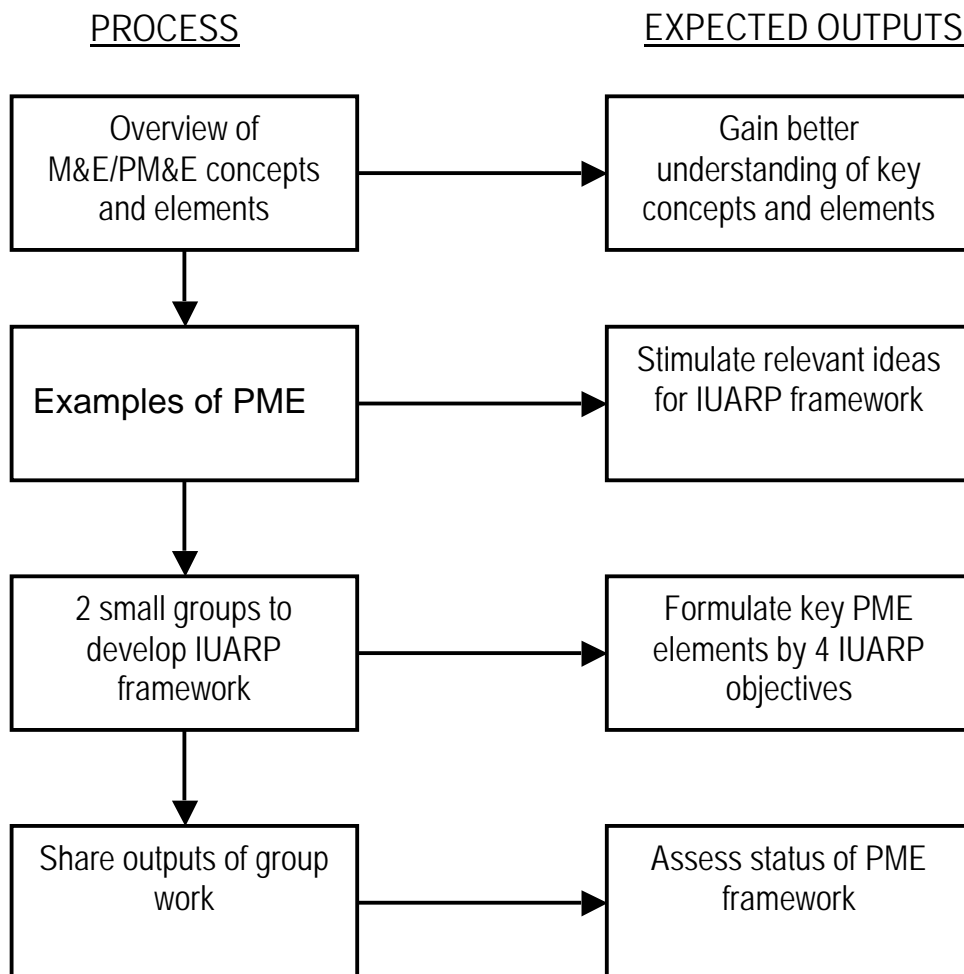 PROCESS
EXPECTED OUTPUTS
Overview of
M&E/PM&E concepts
and elements
Gain better
understanding of key
concepts and elements
Examples of PME
Stimulate relevant ideas
for IUARP framework
2 small groups to
develop IUARP
framework
Formulate key PME
elements by 4 IUARP
objectives
Share outputs of group
work
Assess status of PME
framework